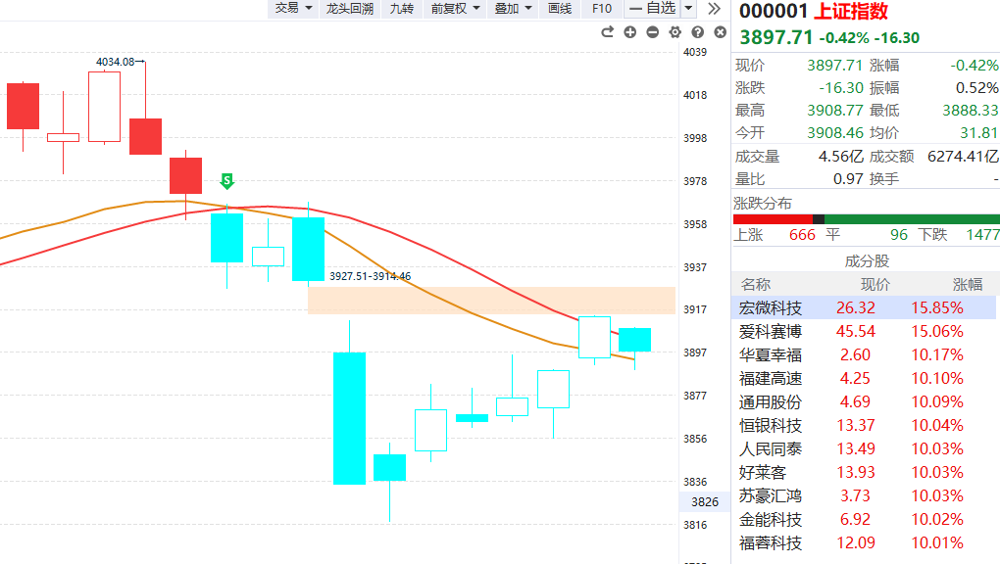 交易 龙头回溯 九转 前复权 叠加 画线 F10 一 自选
4034.08
S
3927.51-3914.46
4039
4018
3998
3978
3958
3937
3917
3897
3877
3856
3836
3826
3816
000001 上证指数
3897.71 -0.42% -16.30
现价 3897.71 涨幅 -0.42%
涨跌 -16.30 振幅 0.52%
最高 3908.77 最低 3888.33
今开 3908.46 均价 31.81
成交量 4.56亿 成交额 6274.41亿
量比 0.97 换手 -
涨跌分布
上涨 666 平 96 下跌 1477
成分股
名称 现价 涨幅
宏微科技 26.32 15.85%
爱科赛博 45.54 15.06%
华夏幸福 2.60 10.17%
福建高速 4.25 10.10%
通用股份 4.69 10.09%
恒银科技 13.37 10.04%
人民同泰 13.49 10.03%
好莱客 13.93 10.03%
苏豪汇鸿 3.73 10.03%
金能科技 6.92 10.02%
福蓉科技 12.09 10.01%